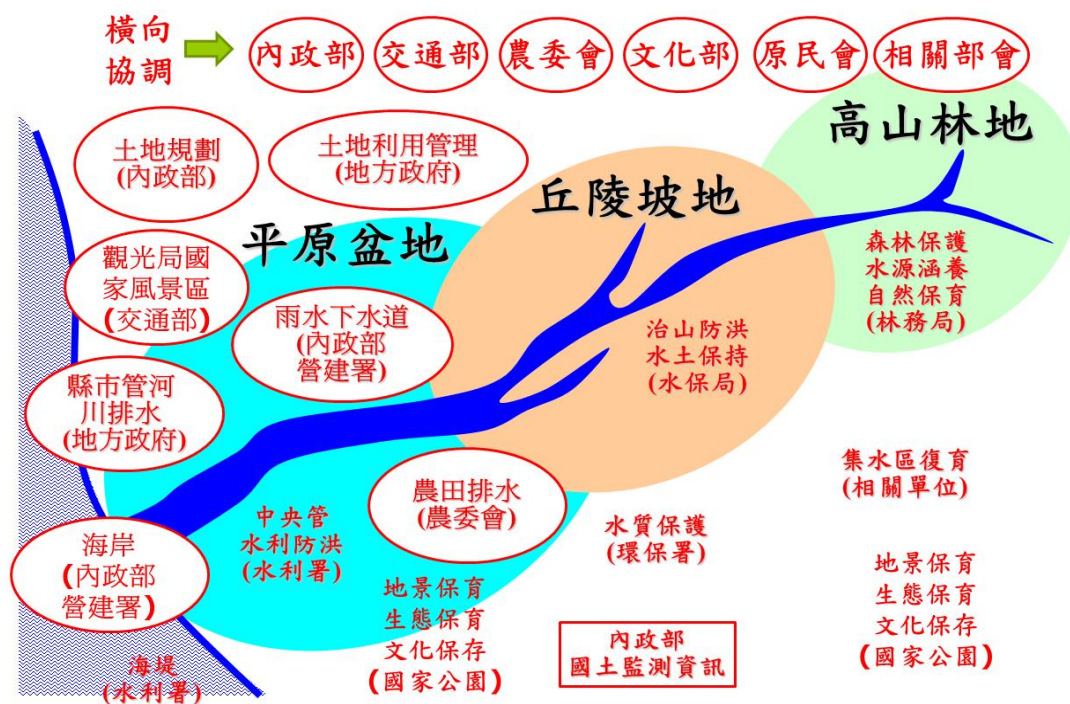 橫向
協調
內政部
交通部
農委會
文化部
原民會
相關部會
高山林地
土地規劃
(內政部)
土地利用管理
(地方政府)
丘陵坡地
平原盆地
觀光局國
家風景區
(交通部)
雨水下水道
(內政部
營建署)
森林保護
水源涵養
自然保育
(林務局)
治山防洪
水土保持
(水保局)
縣市管河
川排水
(地方政府)
集水區復育
(相關單位)
農田排水
(農委會)
中央管
水利防洪
(水利署)
水質保護
(環保署)
海岸
(內政部
營建署)
地景保育
生態保育
文化保存
(國家公園)
地景保育
生態保育
文化保存
(國家公園)
內政部
國土監測資訊
海堤
(水利署)